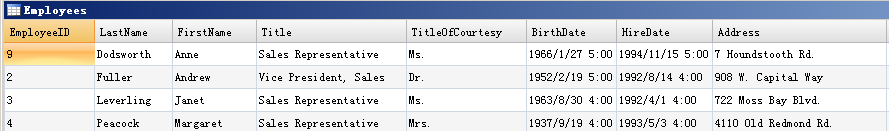 Employees
EmployeeID LastName FirstName Title TitleOfCourtesy BirthDate HireDate Address
9 Dodsworth Anne Sales Representative Ms. 1966/1/27 5:00 1994/11/15 5:00 7 Houndstooth Rd.
2 Fuller Andrew Vice President, Sales Dr. 1952/2/19 5:00 1992/8/14 4:00 908 W. Capital Way
3 Leverling Janet Sales Representative Ms. 1963/8/30 4:00 1992/4/1 4:00 722 Moss Bay Blvd.
4 Peacock Margaret Sales Representative Mrs. 1937/9/19 4:00 1993/5/3 4:00 4110 Old Redmond Rd.